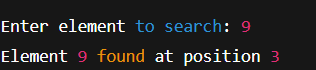 Enter element to search: 9
Element 9 found at position 3